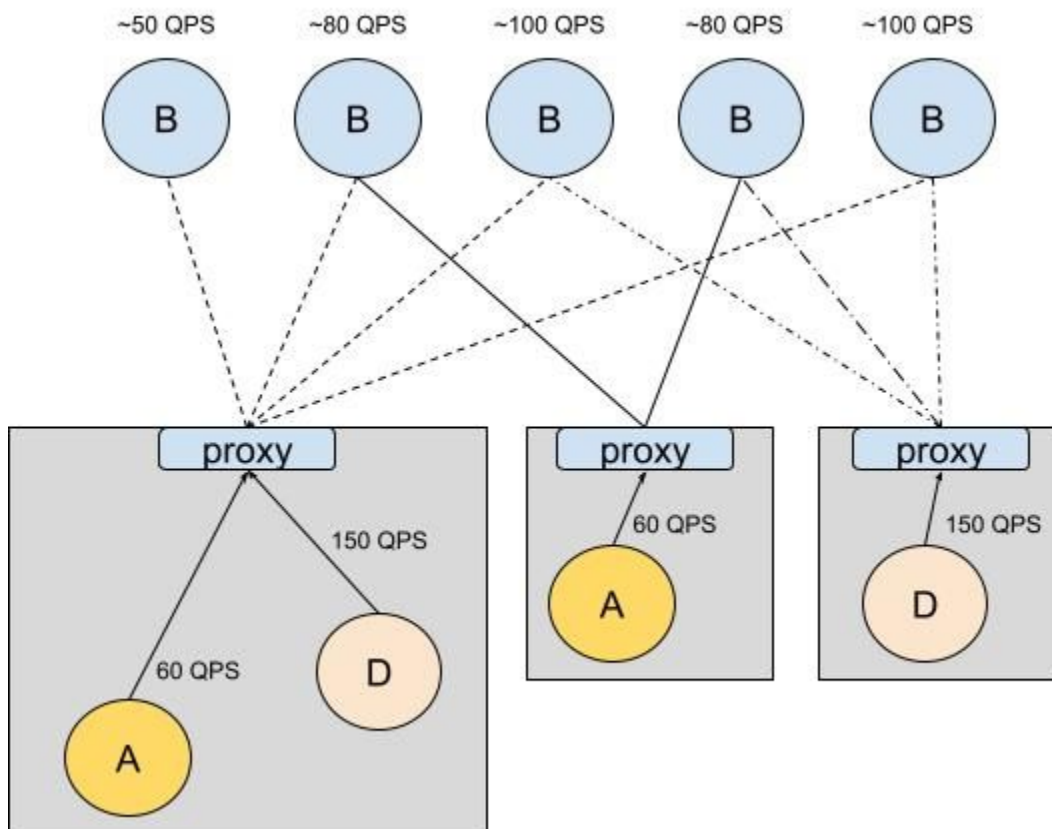 ~50 QPS
~80 QPS
~100 QPS
~80 QPS
~100 QPS
B
B
B
B
B
proxy
proxy
proxy
150 QPS
60 QPS
150 QPS
A
D
D
60 QPS
A